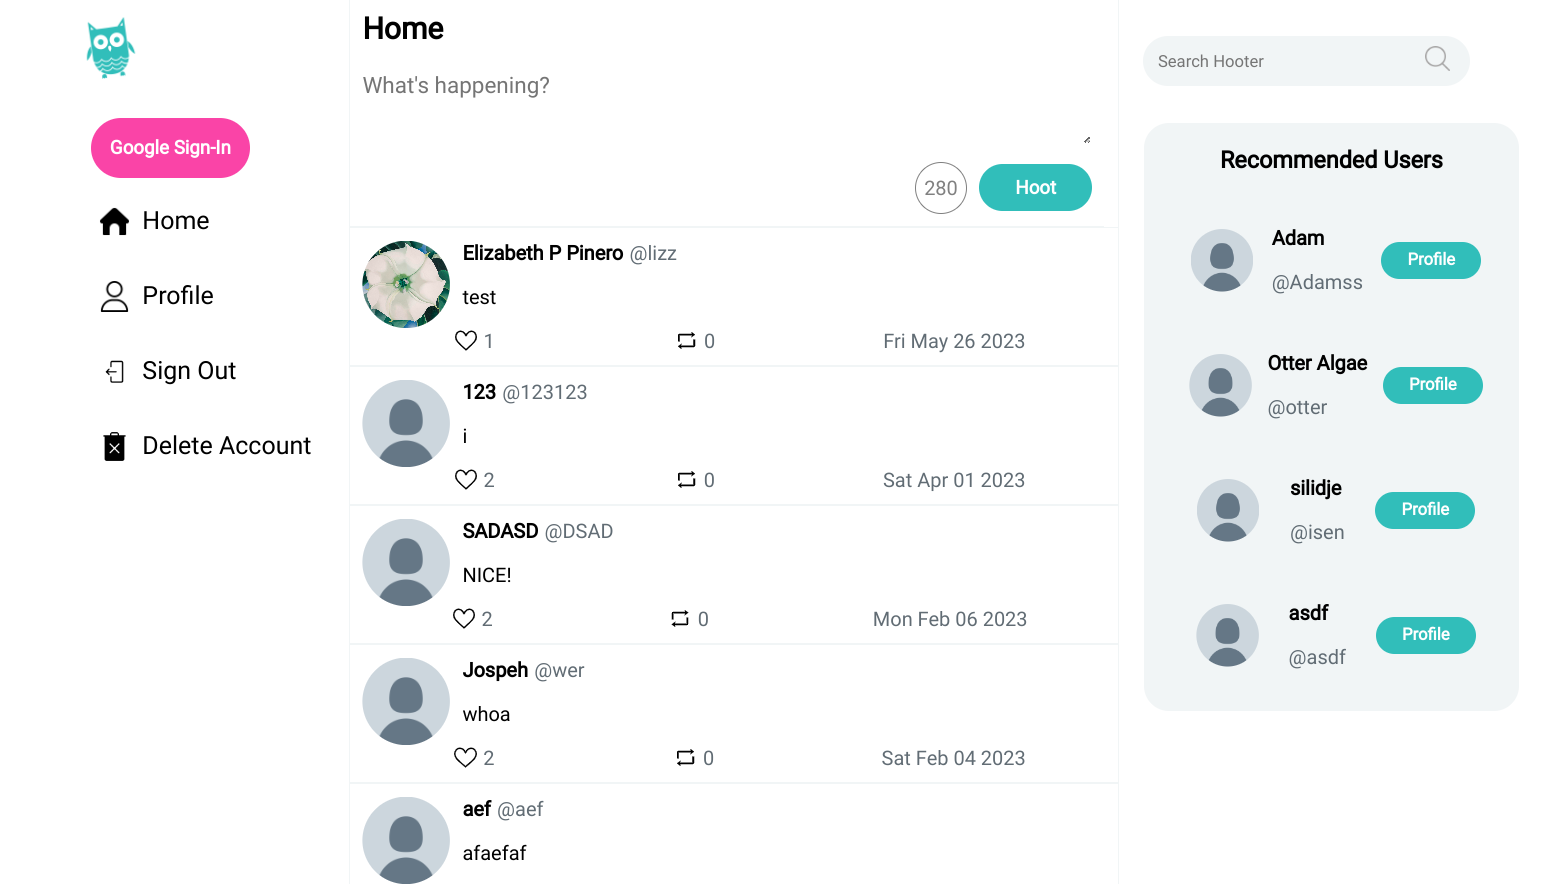 Google Sign-In
Home
Profile
Sign Out
Delete Account
Home
What's happening?
280
Hoot
Elizabeth P Pinero @lizz
test
1 0 Fri May 26 2023
123 @123123
i
2 0 Sat Apr 01 2023
SADASD @DSAD
NICE!
2 0 Mon Feb 06 2023
Jospeh @wer
whoa
2 0 Sat Feb 04 2023
aef @aef
afaefaf
Search Hooter
Recommended Users
Adam
@Adamss
Profile
Otter Algae
@otter
Profile
silidje
@isen
Profile
asdf
@asdf
Profile